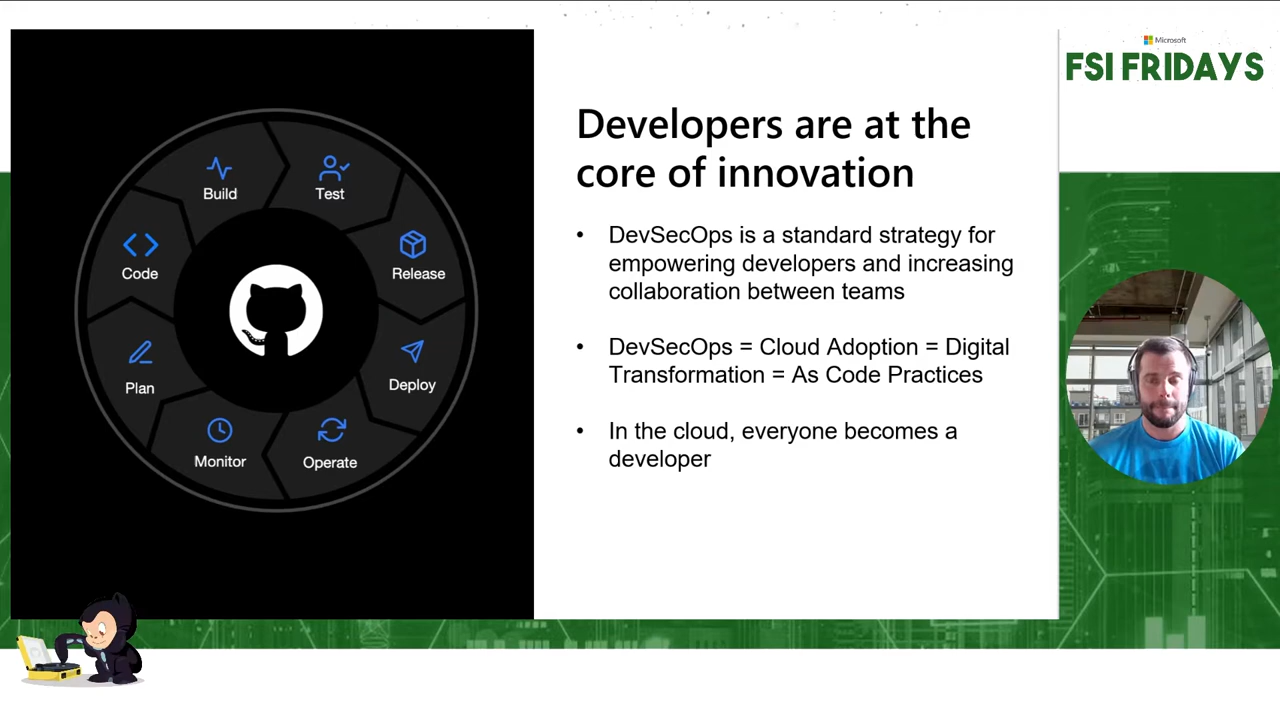 Microsoft
FSI FRIDAYS
Build
Test
Code
Release
Plan
Deploy
Monitor
Operate
Developers are at the
core of innovation
• DevSecOps is a standard strategy for
empowering developers and increasing
collaboration between teams
• DevSecOps = Cloud Adoption = Digital
Transformation = As Code Practices
• In the cloud, everyone becomes a
developer